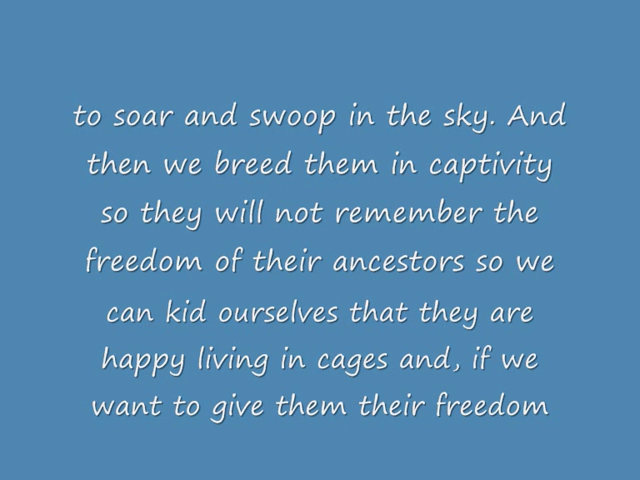 to soar and swoop in the sky. And
then we breed them in captivity
so they will not remember the
freedom of their ancestors so we
can kid ourselves that they are
happy living in cages and, if we
want to give them their freedom